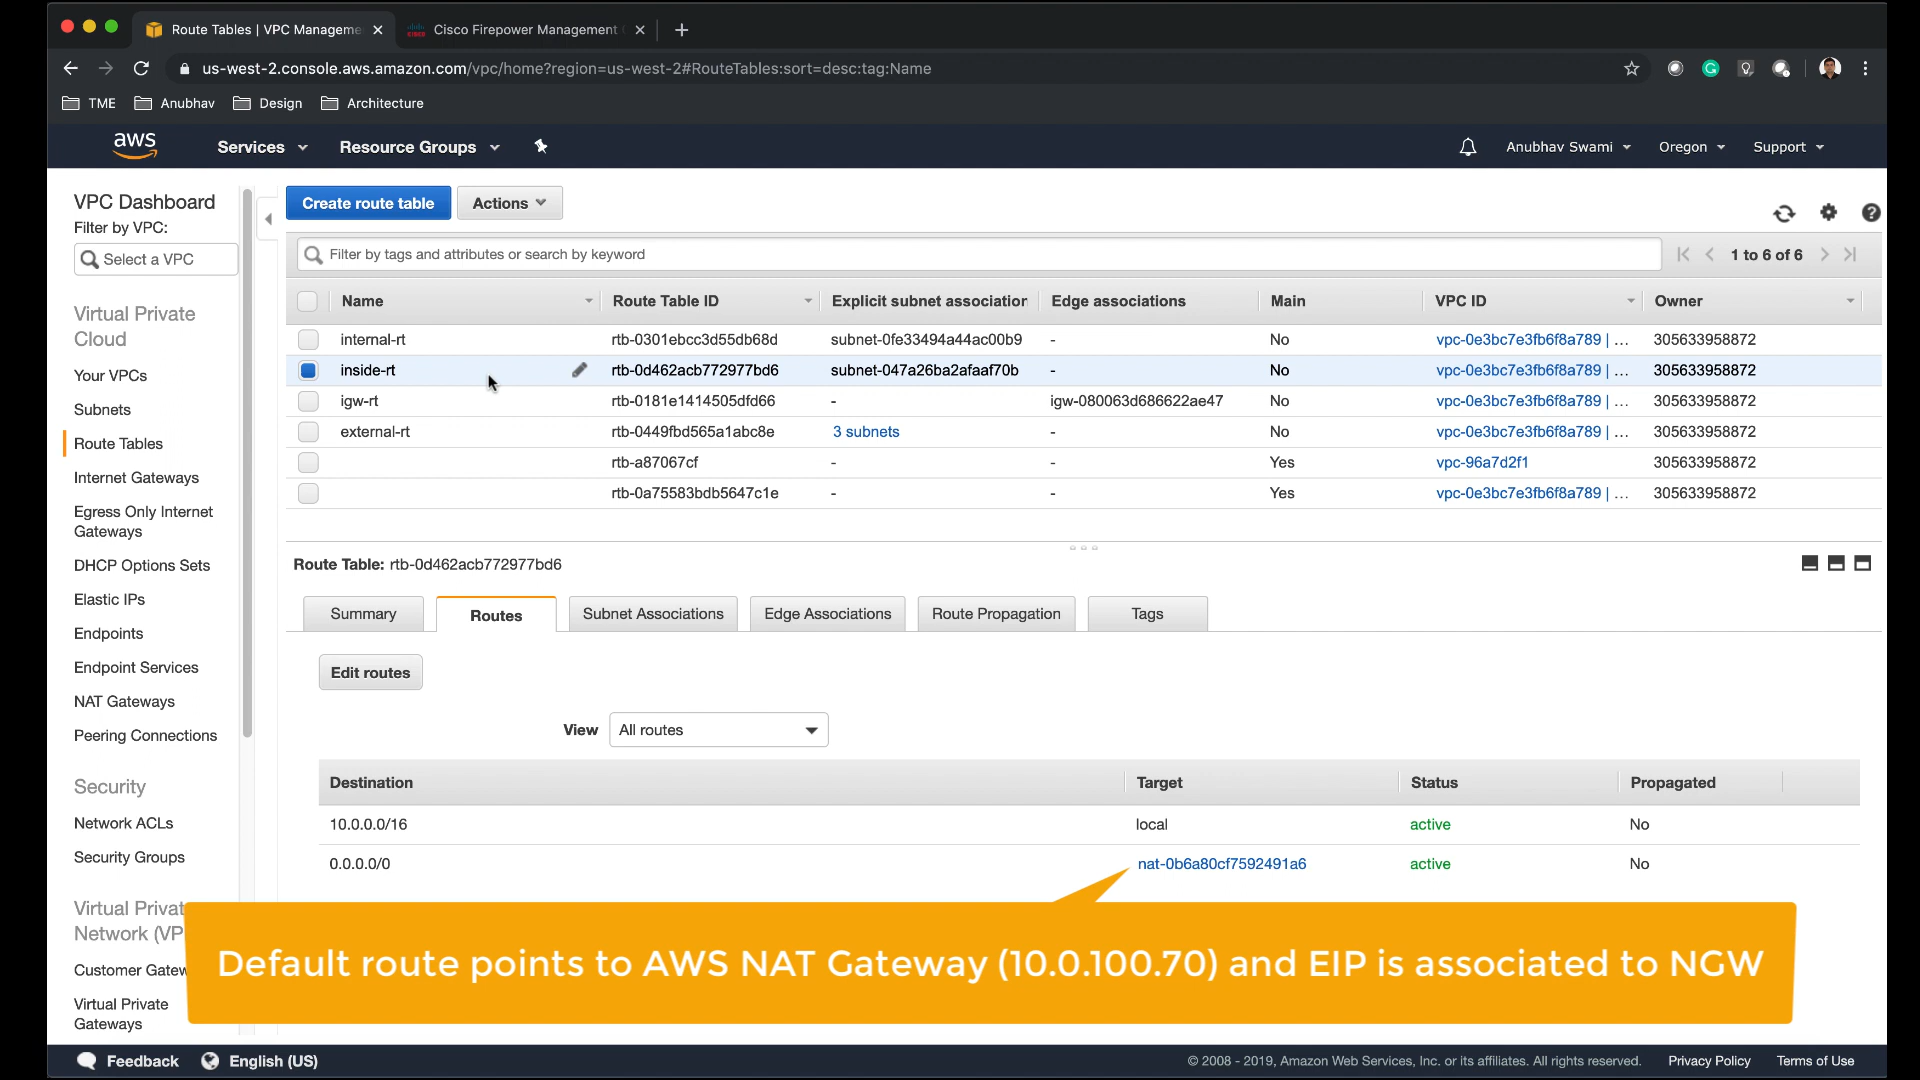 Route Tables | VPC Manageme
Cisco Firepower Management
us-west-2.console.aws.amazon.com/vpc/home?region=us-west-2#RouteTables:sort=desc:tag:Name
TME Anubhav Design Architecture
aws Services Resource Groups Anubhav Swami Oregon Support
VPC Dashboard
Filter by VPC:
Select a VPC
Virtual Private
Cloud
Your VPCs
Subnets
Route Tables
Internet Gateways
Egress Only Internet
Gateways
DHCP Options Sets
Elastic IPs
Endpoints
Endpoint Services
NAT Gateways
Peering Connections
Security
Network ACLs
Security Groups
Virtual Privat
Network (VP
Customer Gatew
Virtual Private
Gateways
Create route table Actions
Filter by tags and attributes or search by keyword 1 to 6 of 6
Name Route Table ID Explicit subnet association Edge associations Main VPC ID Owner
internal-rt rtb-0301ebcc3d55db68d subnet-0fe33494a44ac00b9 - No vpc-0e3bc7e3fb6f8a789 | ... 305633958872
inside-rt rtb-0d462acb772977bd6 subnet-047a26ba2afaaf70b - No vpc-0e3bc7e3fb6f8a789 | ... 305633958872
igw-rt rtb-0181e1414505dfd66 - igw-080063d686622ae47 No vpc-0e3bc7e3fb6f8a789 | ... 305633958872
external-rt rtb-0449fbd565a1abc8e 3 subnets - No vpc-0e3bc7e3fb6f8a789 | ... 305633958872
rtb-a87067cf - - Yes vpc-96a7d2f1 305633958872
rtb-0a75583bdb5647c1e - - Yes vpc-0e3bc7e3fb6f8a789 | ... 305633958872
Route Table: rtb-0d462acb772977bd6
Summary Routes Subnet Associations Edge Associations Route Propagation Tags
Edit routes
View All routes
Destination Target Status Propagated
10.0.0.0/16 local active No
0.0.0.0/0 nat-0b6a80cf7592491a6 active No
Default route points to AWS NAT Gateway (10.0.100.70) and EIP is associated to NGW
Feedback English (US) © 2008 - 2019, Amazon Web Services, Inc. or its affiliates. All rights reserved. Privacy Policy Terms of Use